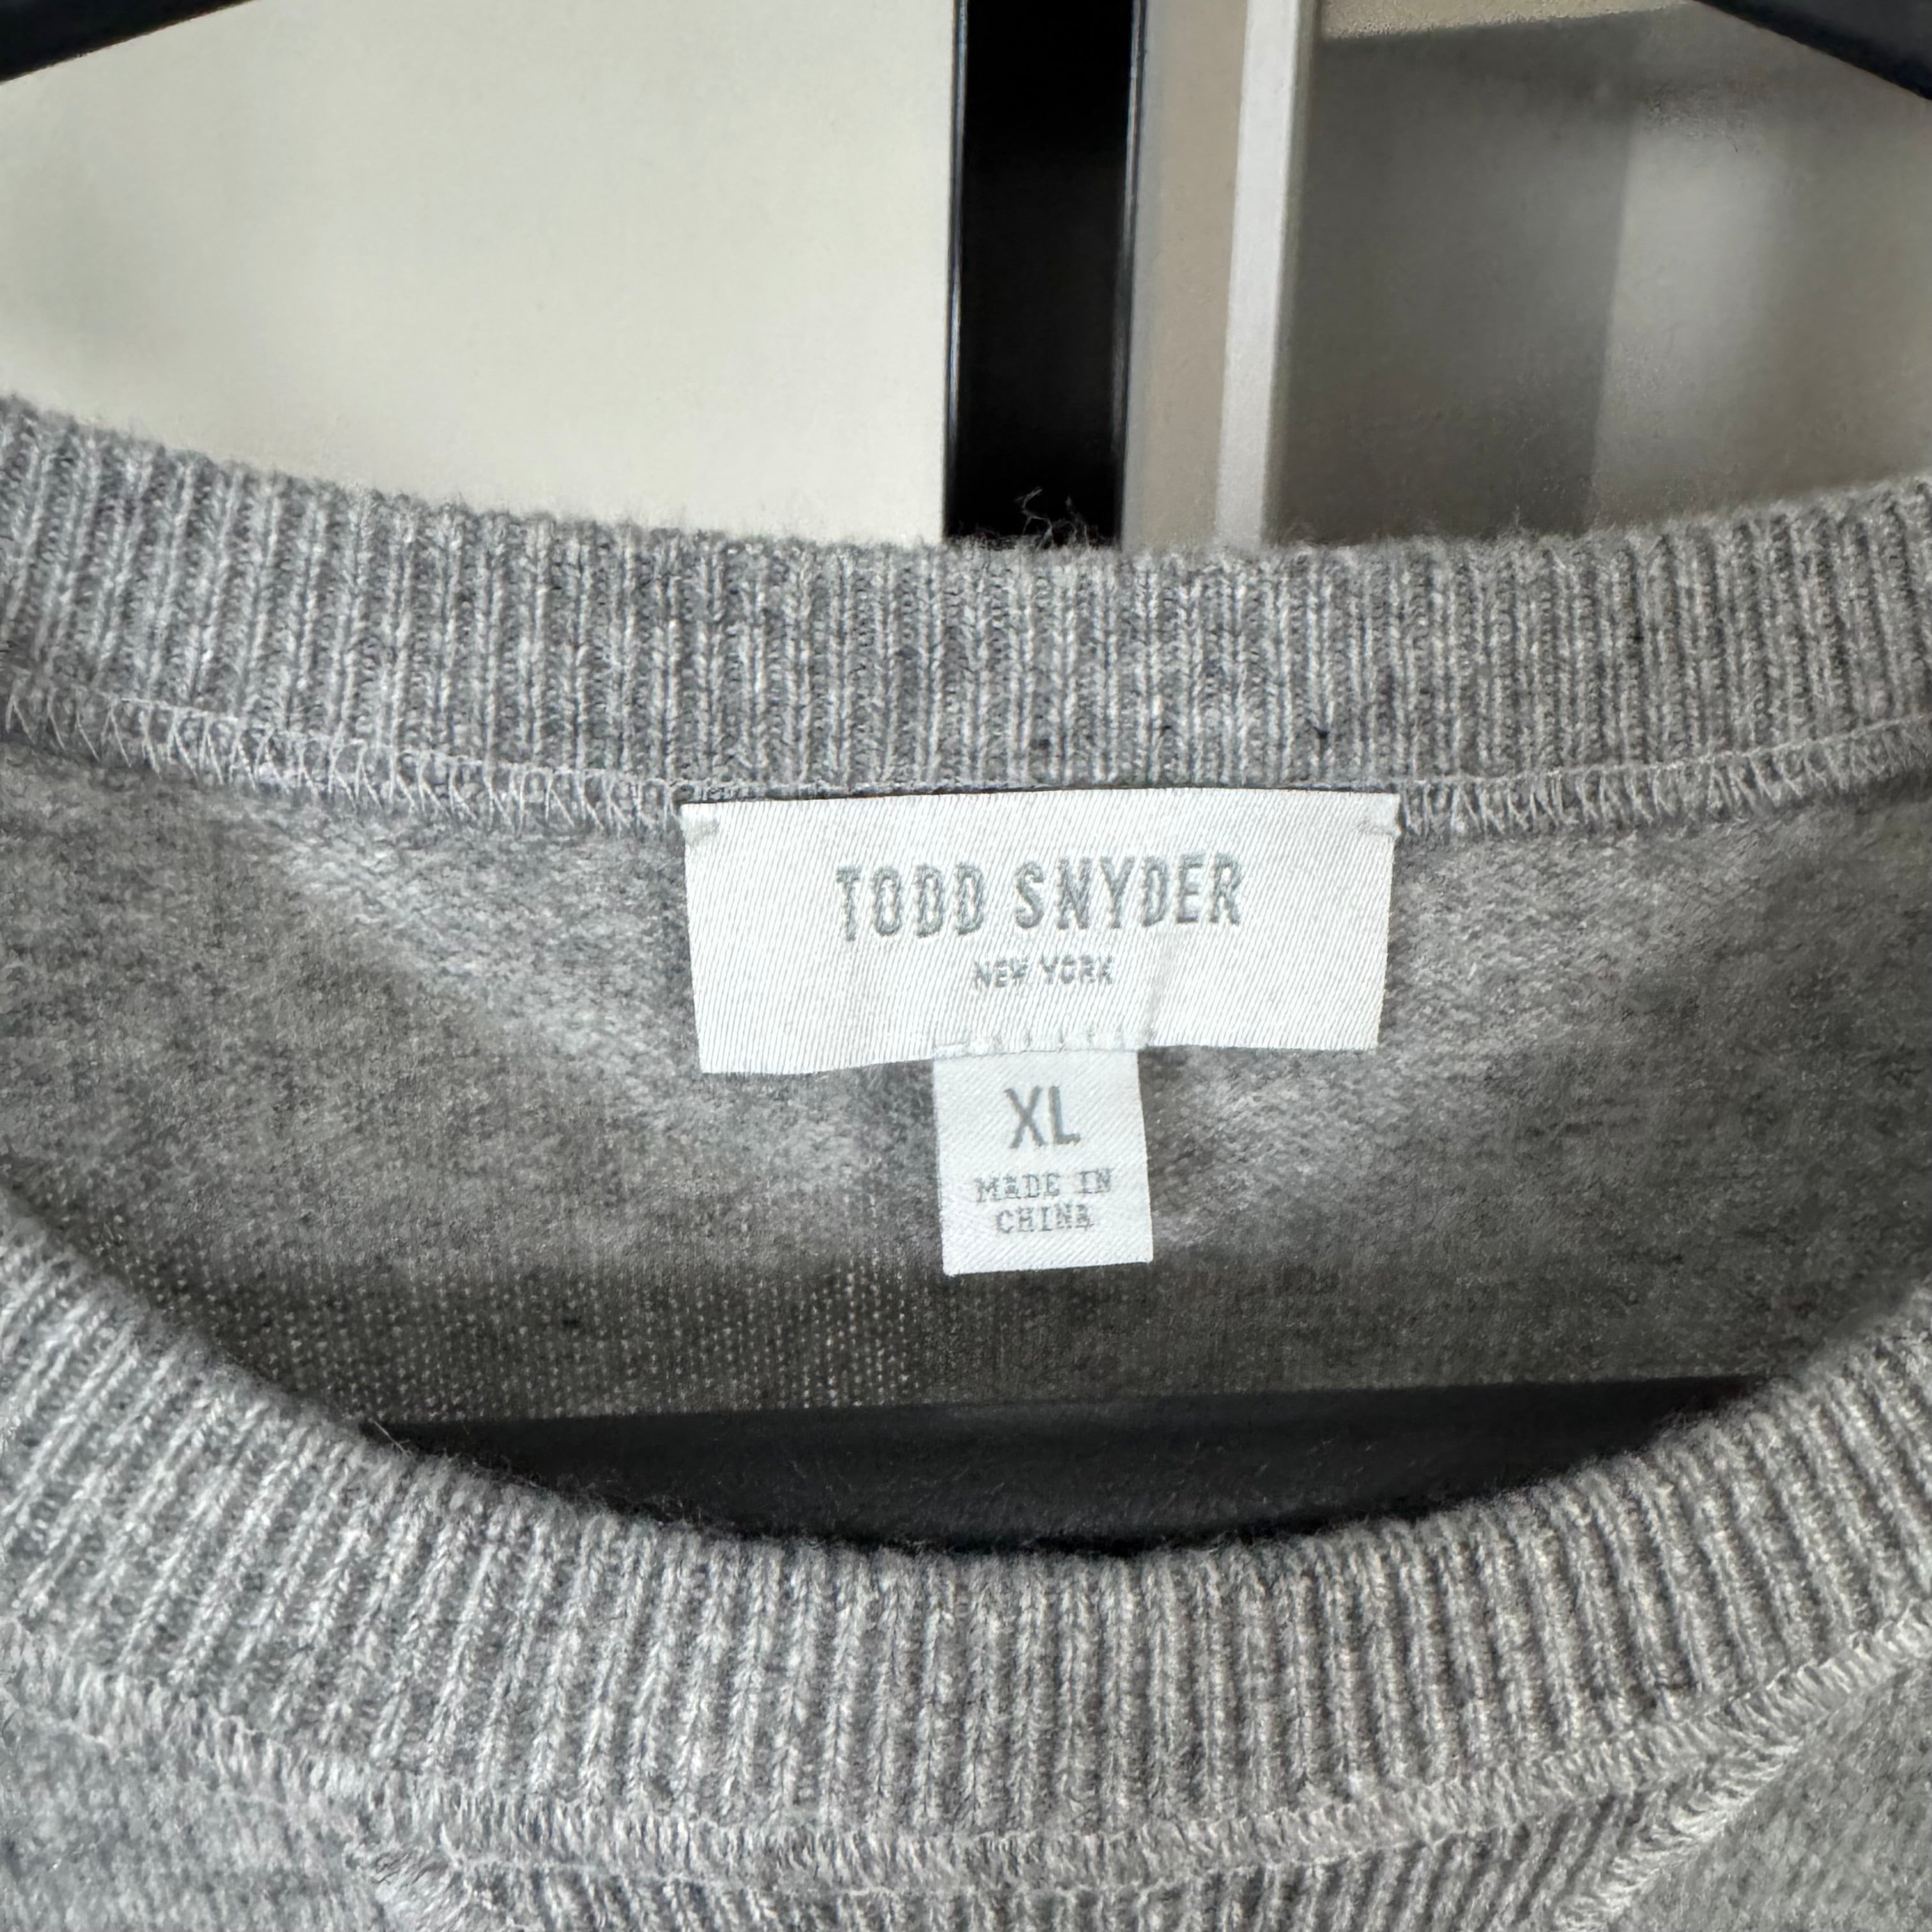 TODD SNYDER
NEW YORK
XL
MADE IN
CHINA